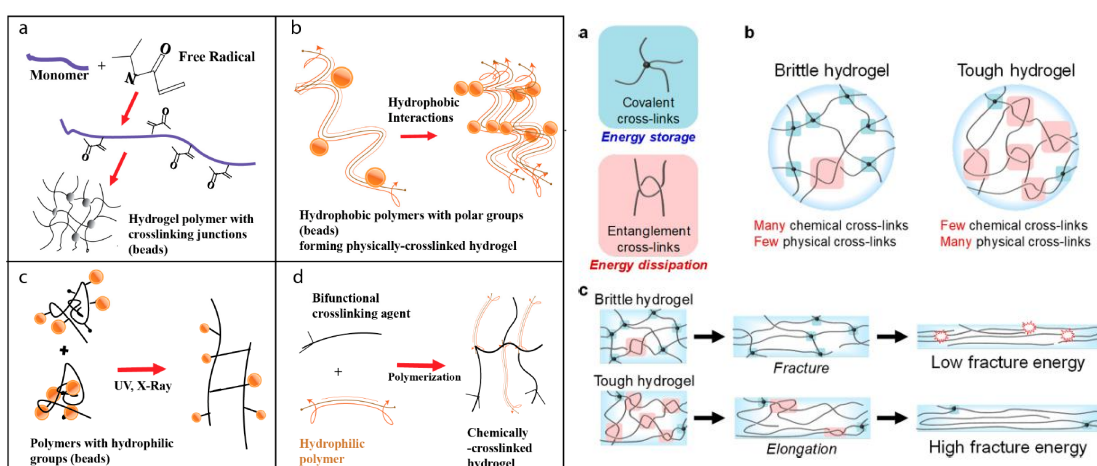 a
Free Radical
O
N
Monomer
+
O
O
O
O
Hydrogel polymer with
crosslinking junctions
(beads)
b
Hydrophobic
Interactions
Hydrophobic polymers with polar groups
(beads)
forming physically-crosslinked hydrogel
c
+
UV, X-Ray
Polymers with hydrophilic
groups (beads)
d
Bifunctional
crosslinking agent
+
Polymerization
Hydrophilic
polymer
Chemically
-crosslinked
hydrogel
a
Covalent
cross-links
Energy storage
Entanglement
cross-links
Energy dissipation
b
Brittle hydrogel
Many chemical cross-links
Few physical cross-links
Tough hydrogel
Few chemical cross-links
Many physical cross-links
c
Brittle hydrogel
Fracture
Low fracture energy
Tough hydrogel
Elongation
High fracture energy